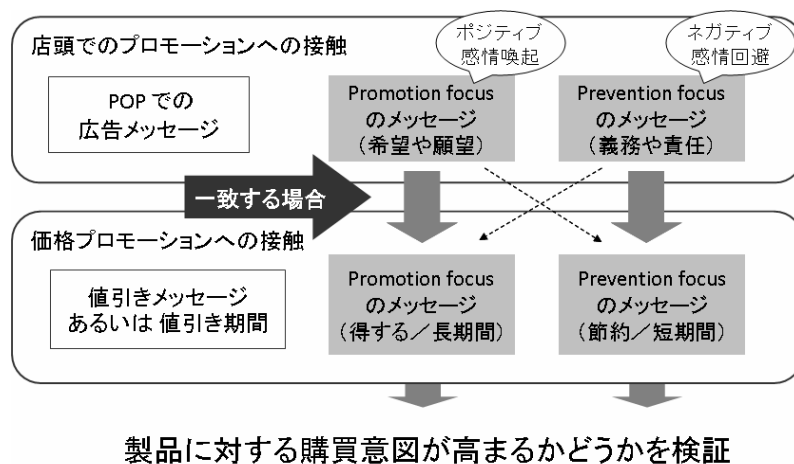 店頭でのプロモーションへの接触
ポジティブ
感情喚起
ネガティブ
感情回避
POP での
広告メッセージ
Promotion focus
のメッセージ
(希望や願望)
Prevention focus
のメッセージ
(義務や責任)
一致する場合
価格プロモーションへの接触
値引きメッセージ
あるいは 値引き期間
Promotion focus
のメッセージ
(得する/長期間)
Prevention focus
のメッセージ
(節約/短期間)
製品に対する購買意図が高まるかどうかを検証